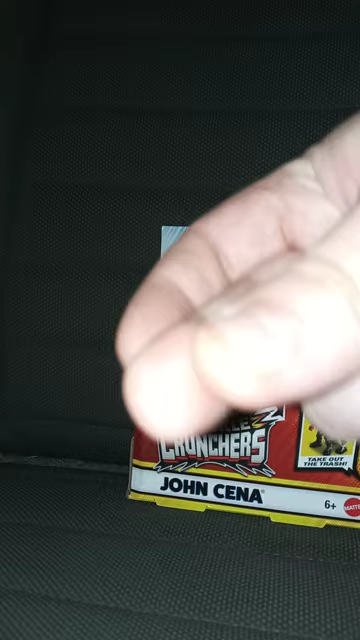 CRUNCHERS
TAKE OUT
THE TRASH!
JOHN CENA
6+